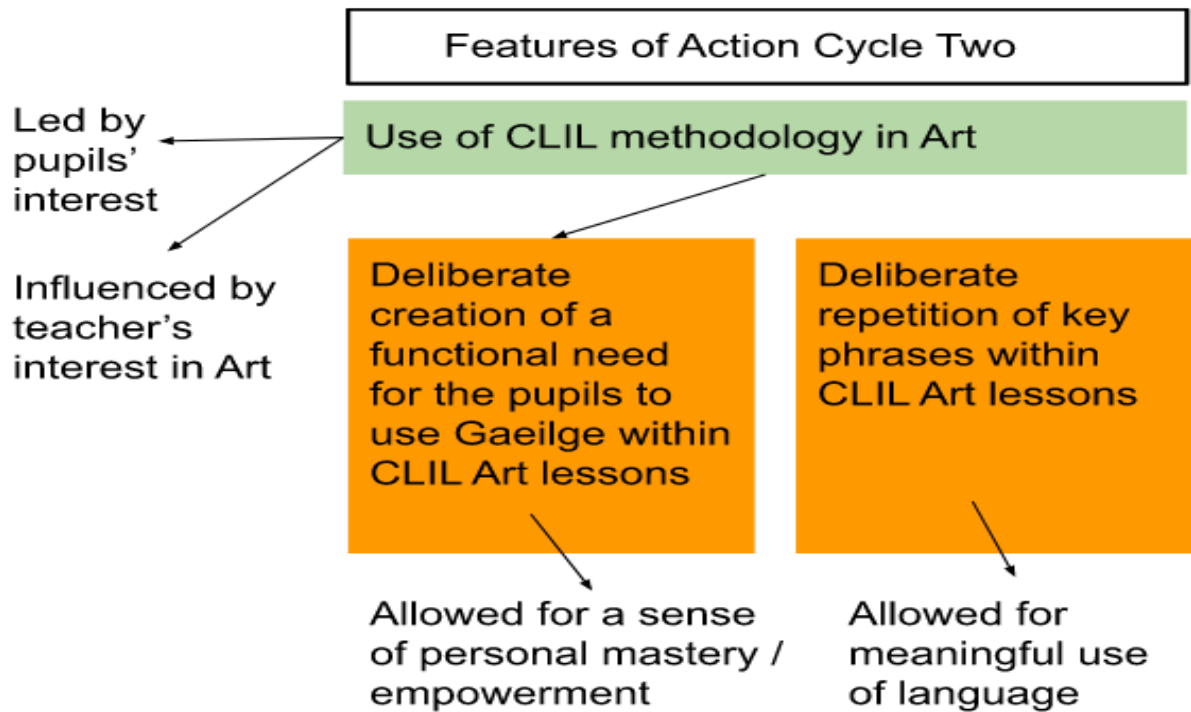 Features of Action Cycle Two
Led by
pupils'
interest
Use of CLIL methodology in Art
Influenced by
teacher's
interest in Art
Deliberate
creation of a
functional need
for the pupils to
use Gaeilge within
CLIL Art lessons
Deliberate
repetition of key
phrases within
CLIL Art lessons
Allowed for a sense
of personal mastery /
empowerment
Allowed for
meaningful use
of language